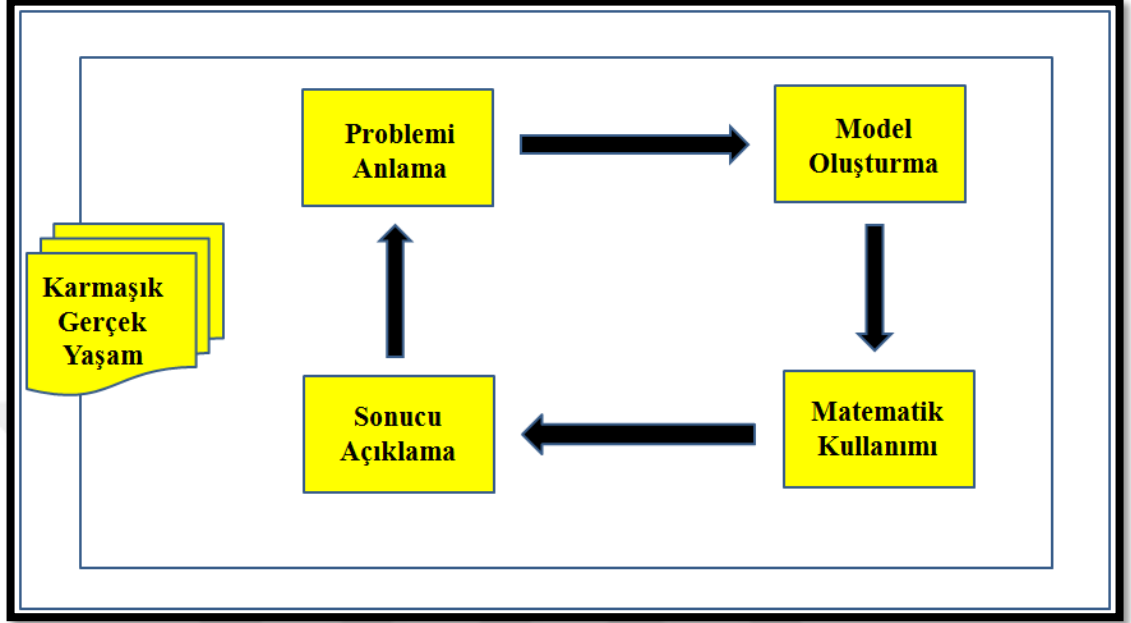 Problemi
Anlama
Model
Oluşturma
Karmaşık
Gerçek
Yaşam
Sonucu
Açıklama
Matematik
Kullanımı